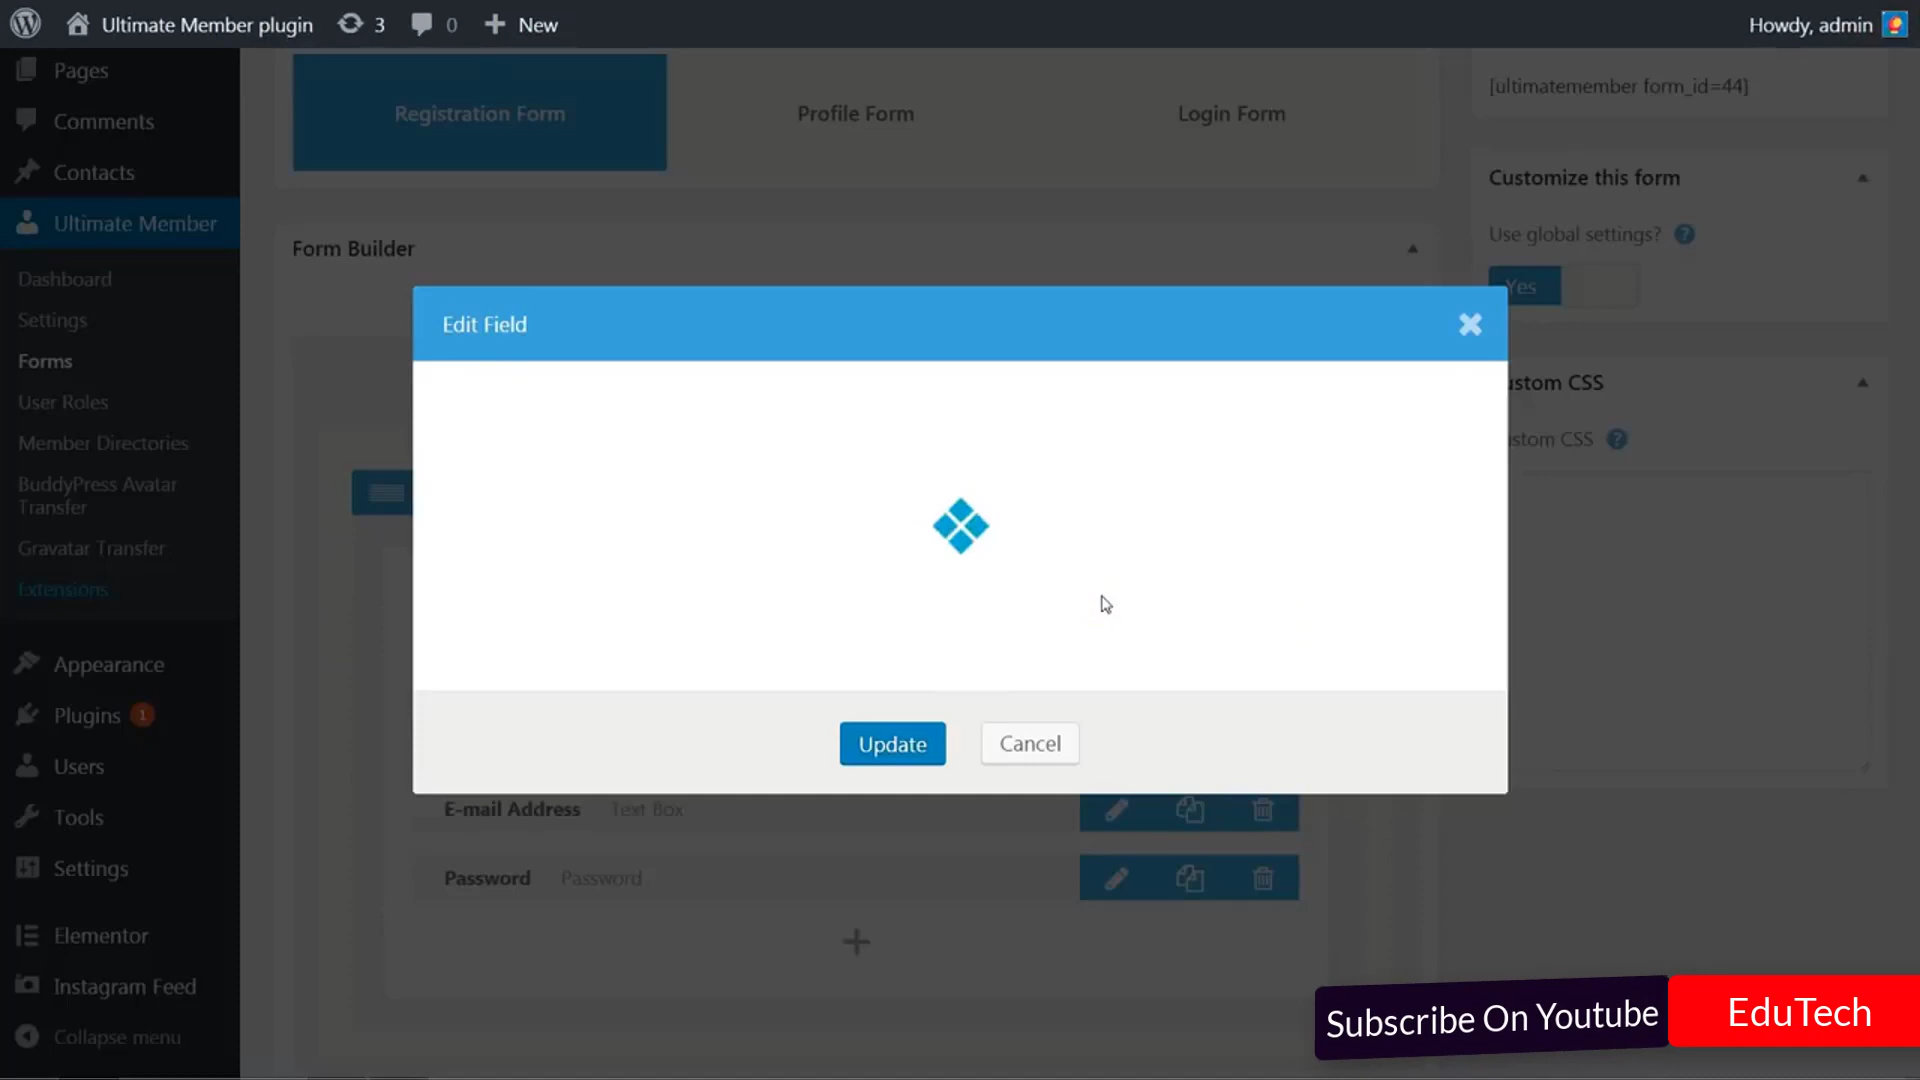 Ultimate Member plugin 3 0 New Howdy, admin
Pages
Comments
Contacts
Ultimate Member
Dashboard
Settings
Forms
User Roles
Member Directories
BuddyPress Avatar
Transfer
Gravatar Transfer
Extensions
Appearance
Plugins 1
Users
Tools
Settings
Elementor
Instagram Feed
Collapse menu
Registration Form Profile Form Login Form
Form Builder
Edit Field
Update Cancel
E-mail Address Text Box
Password Password
[ultimatemember form_id=44]
Customize this form
Use global settings? ?
Yes
ustom CSS
ustom CSS ?
Subscribe On Youtube EduTech